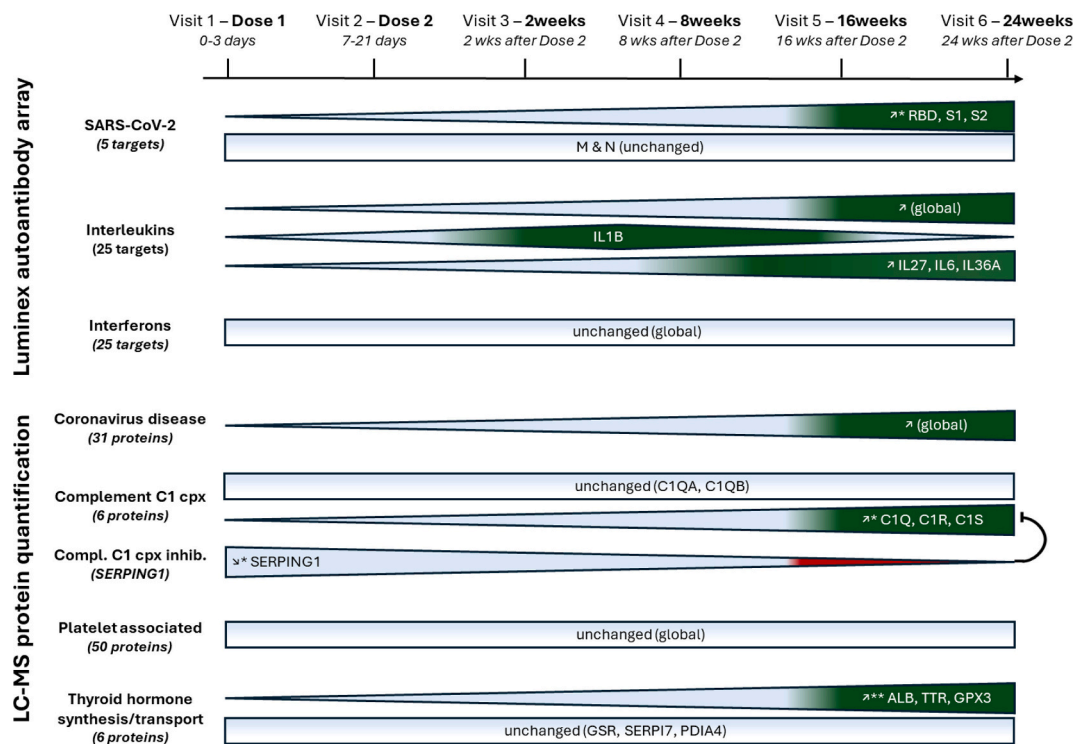 Visit 1 – Dose 1
0-3 days
Visit 2 – Dose 2
7-21 days
Visit 3 – 2weeks
2 wks after Dose 2
Visit 4 – 8weeks
8 wks after Dose 2
Visit 5 – 16weeks
16 wks after Dose 2
Visit 6 – 24weeks
24 wks after Dose 2
Luminex autoantibody array
SARS-CoV-2
(5 targets)
↗* RBD, S1, S2
M & N (unchanged)
Interleukins
(25 targets)
↗ (global)
IL1B
↗ IL27, IL6, IL36A
Interferons
(25 targets)
unchanged (global)
LC-MS protein quantification
Coronavirus disease
(31 proteins)
↗ (global)
Complement C1 cpx
(6 proteins)
unchanged (C1QA, C1QB)
↗* C1Q, C1R, C1S
Compl. C1 cpx inhib.
(SERPING1)
↘* SERPING1
Platelet associated
(50 proteins)
unchanged (global)
Thyroid hormone
synthesis/transport
(6 proteins)
↗** ALB, TTR, GPX3
unchanged (GSR, SERPI7, PDIA4)